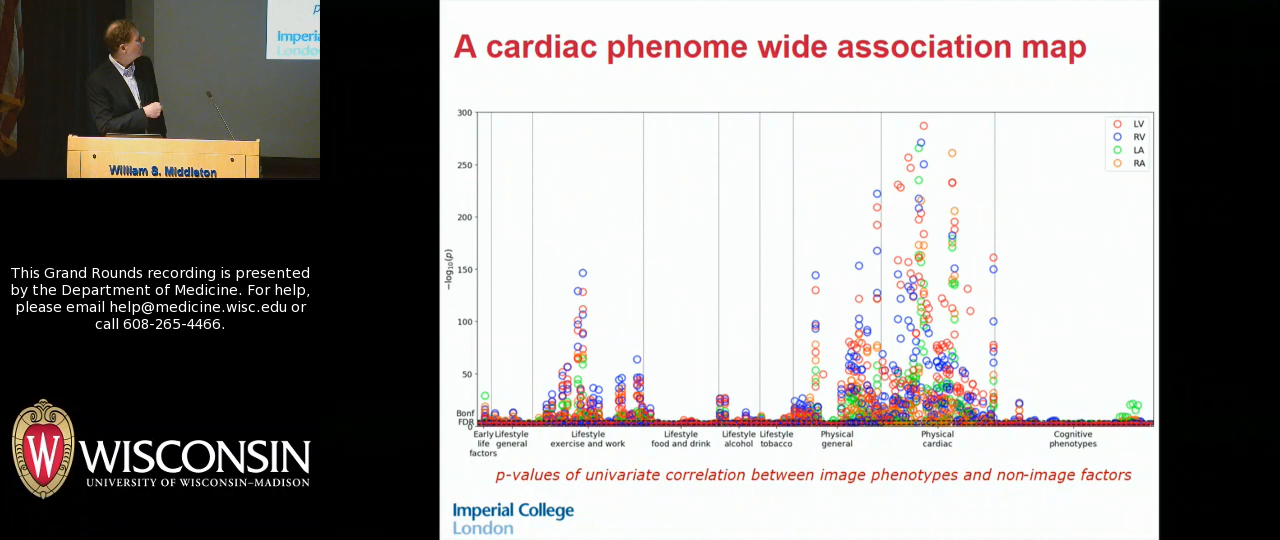 p
Imperia
London
William S. Middleton
This Grand Rounds recording is presented
by the Department of Medicine. For help,
please email help@medicine.wisc.edu or
call 608-265-4466.
W
WISCONSIN
UNIVERSITY OF WISCONSIN–MADISON
A cardiac phenome wide association map
300
250
200
150
100
50
0
Bonf
FDR
−log10(p)
LV
RV
LA
RA
Early life factors
Lifestyle general
Lifestyle exercise and work
Lifestyle food and drink
Lifestyle alcohol
Lifestyle tobacco
Physical general
Physical cardiac
Cognitive phenotypes
p-values of univariate correlation between image phenotypes and non-image factors
Imperial College
London